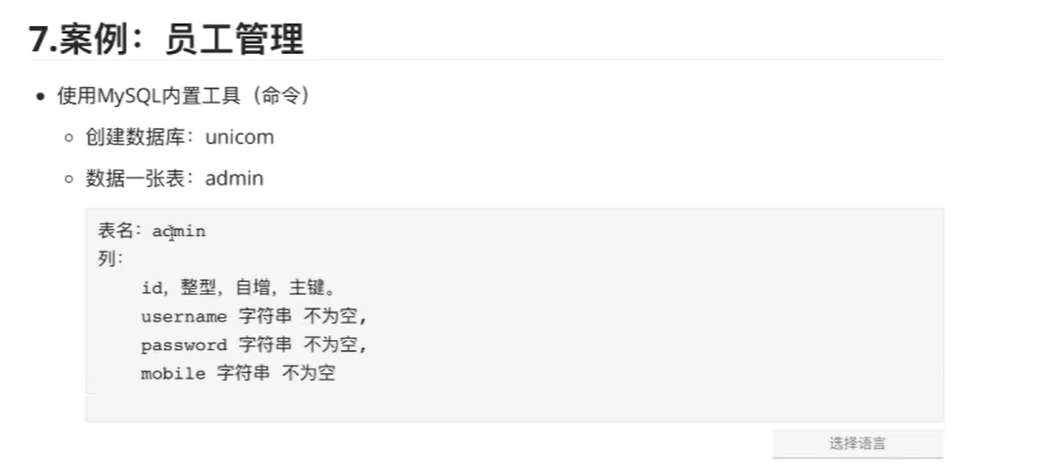 7.案例：员工管理
使用MySQL内置工具（命令）
创建数据库：unicom
数据一张表：admin
表名：admin
列：
id，整型，自增，主键。
username 字符串 不为空，
password 字符串 不为空，
mobile 字符串 不为空
选择语言